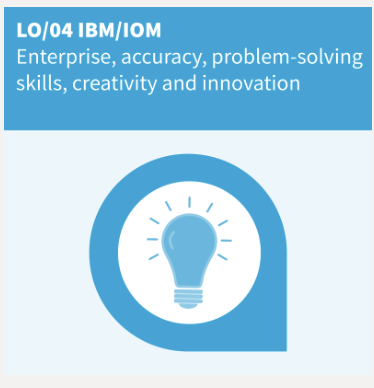 LO/04 IBM/IOM
Enterprise, accuracy, problem-solving
skills, creativity and innovation